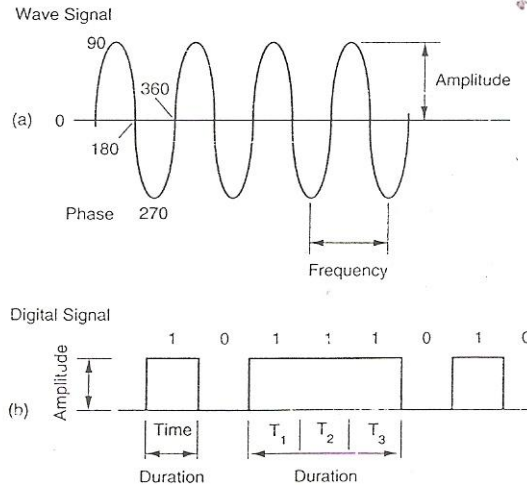 Wave Signal
90
Amplitude
360
(a) 0
180
Phase 270
Frequency
Digital Signal
1 0 1 1 1 0 1 0
Amplitude
(b)
Time T1 T2 T3
Duration Duration